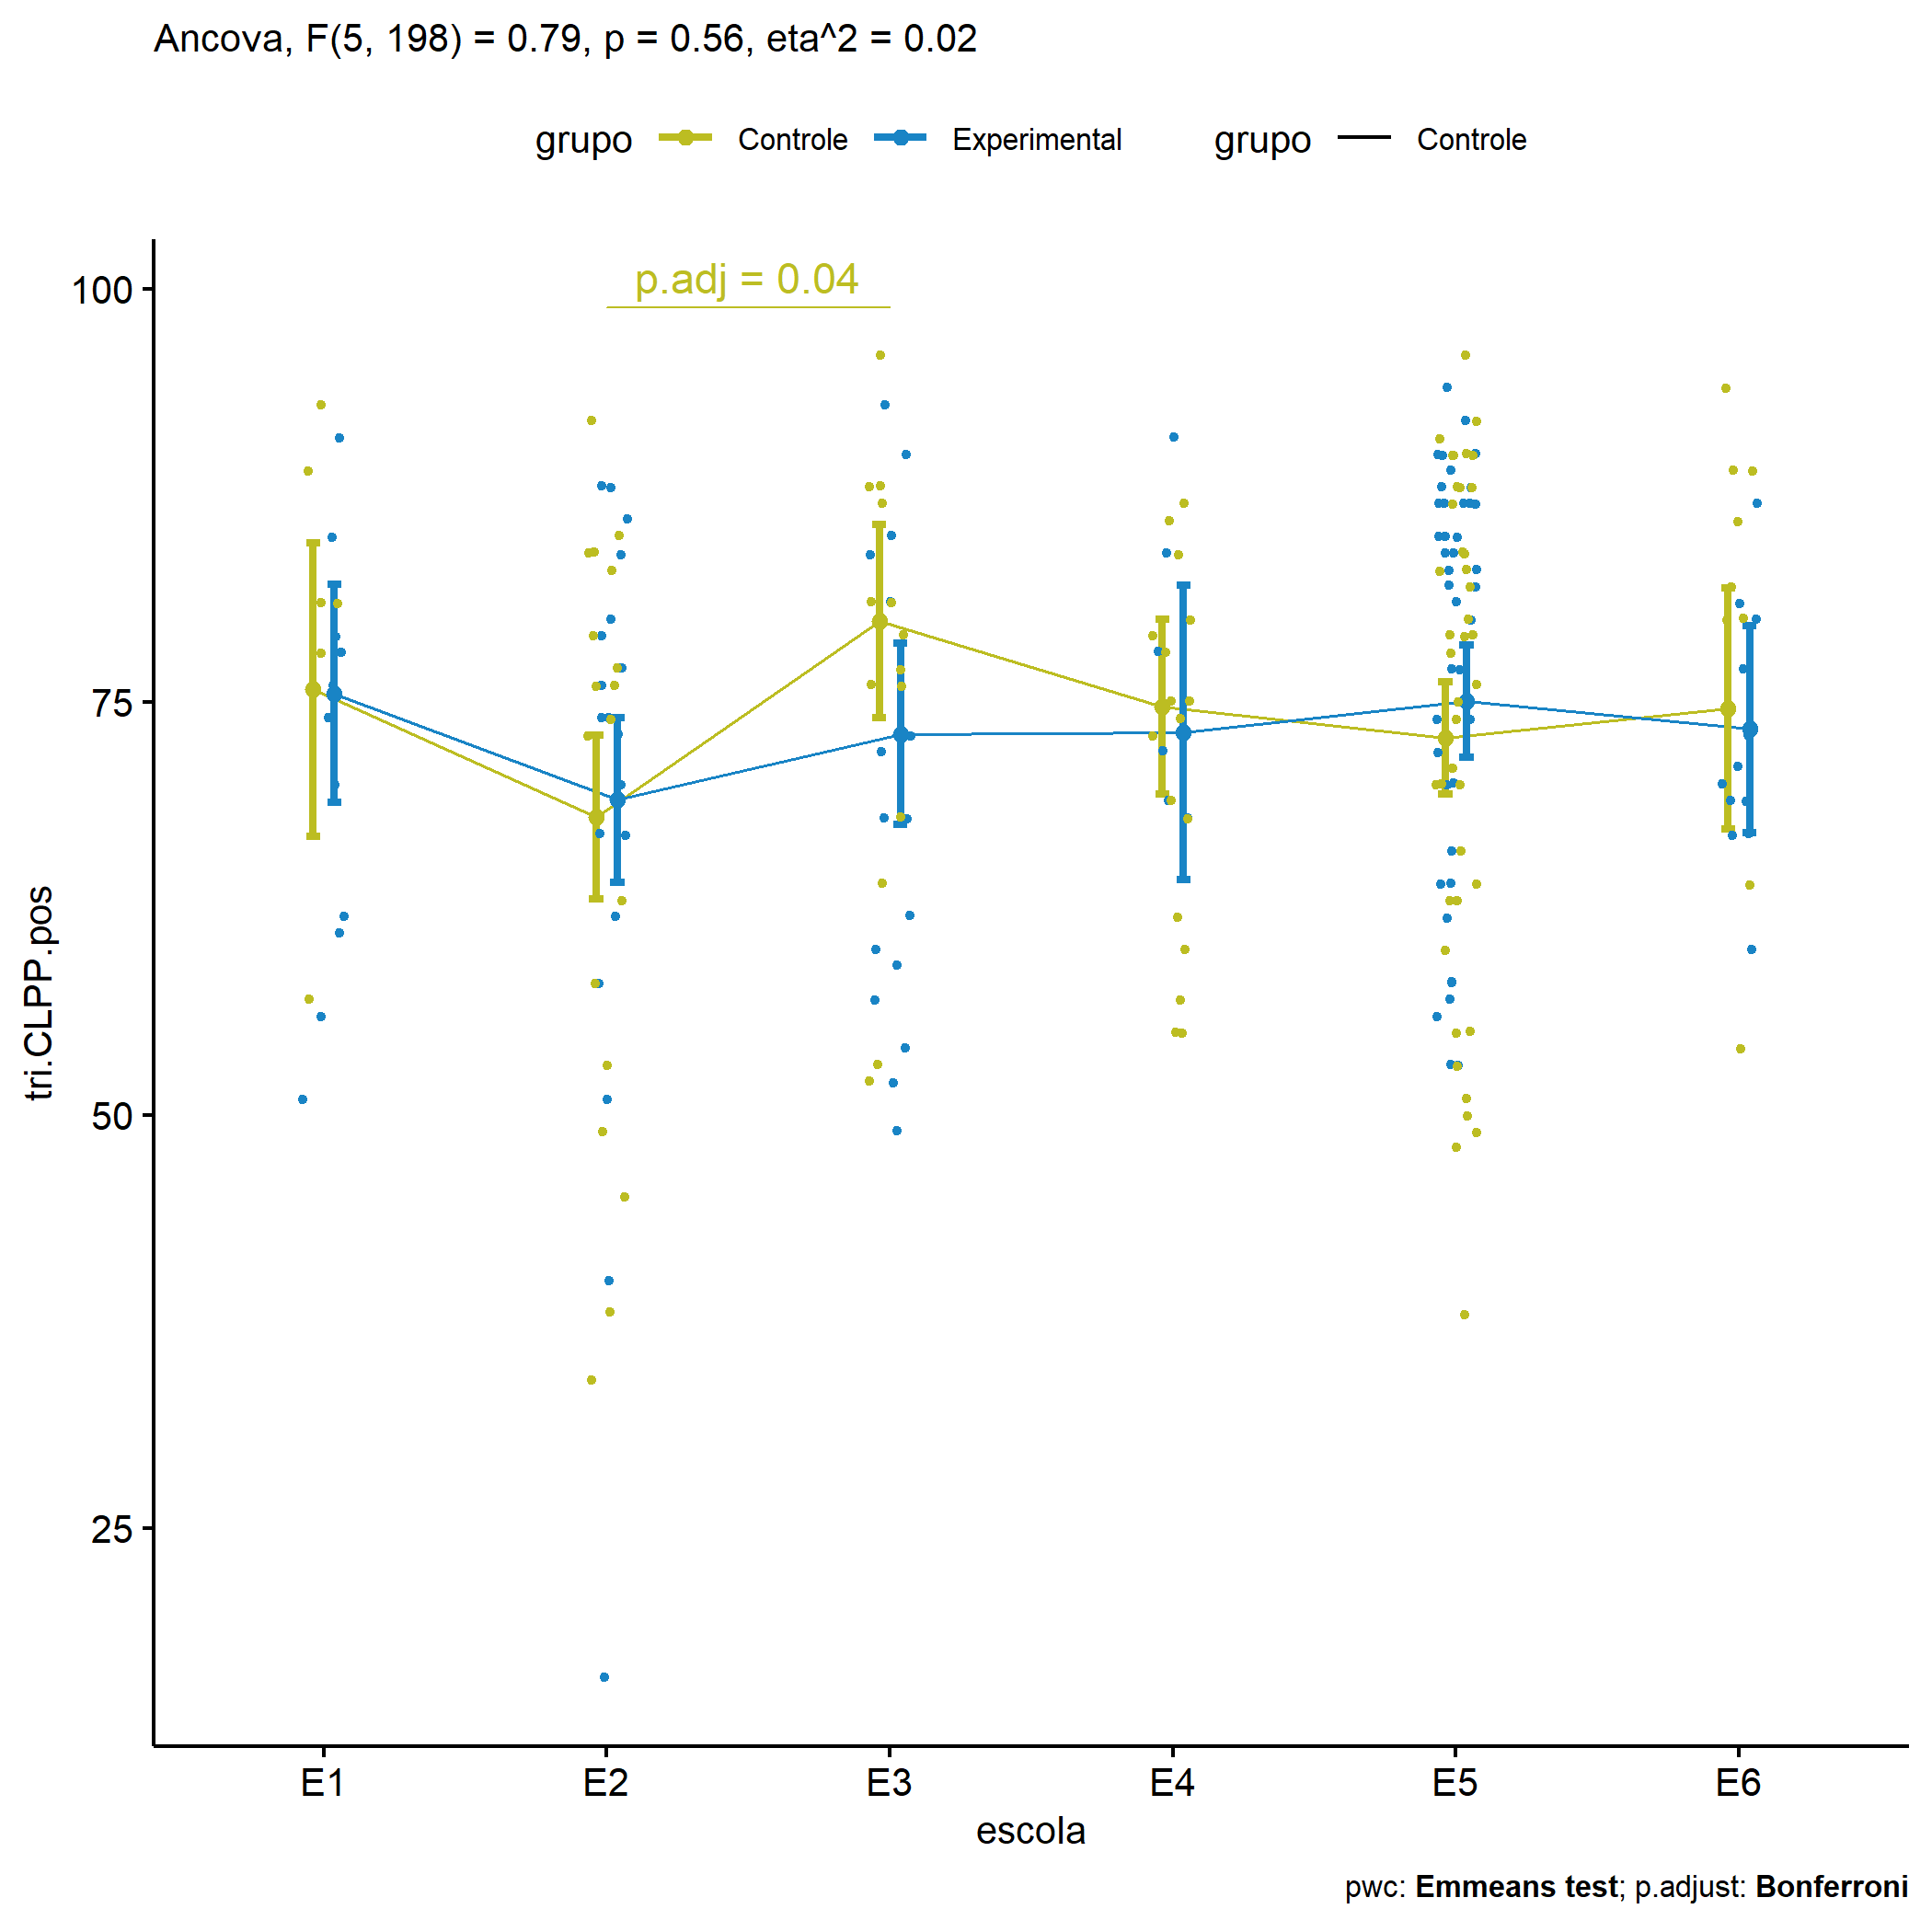 Ancova, F(5, 198) = 0.79, p = 0.56, eta^2 = 0.02
grupo Controle Experimental grupo Controle
p.adj = 0.04
100
75
50
25
tri.CLPP.pos
E1 E2 E3 E4 E5 E6
escola
pwc: Emmeans test; p.adjust: Bonferroni